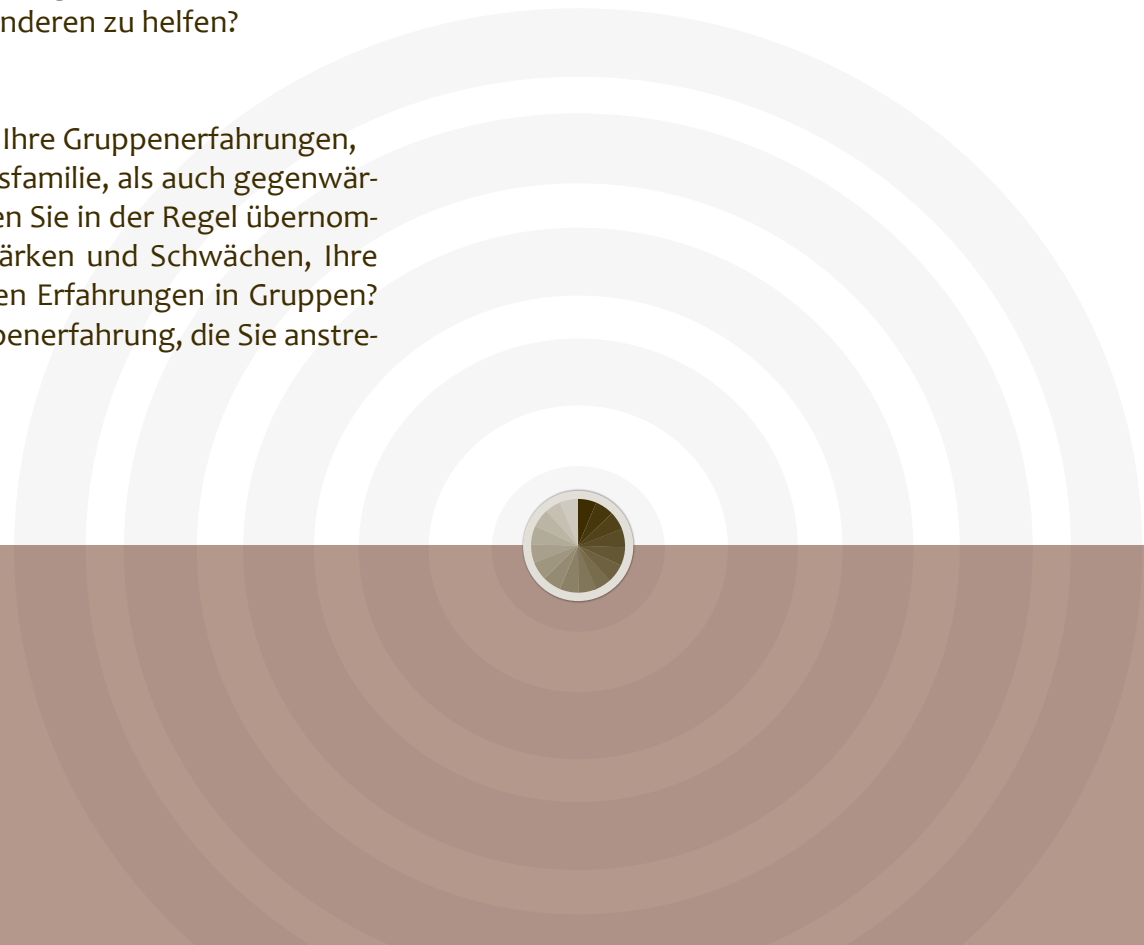 nderen zu helfen?
Ihre Gruppenerfahrungen,
sfamilie, als auch gegenwär-
en Sie in der Regel übernom-
ärken und Schwächen, Ihre
en Erfahrungen in Gruppen?
penerfahrung, die Sie anstre-